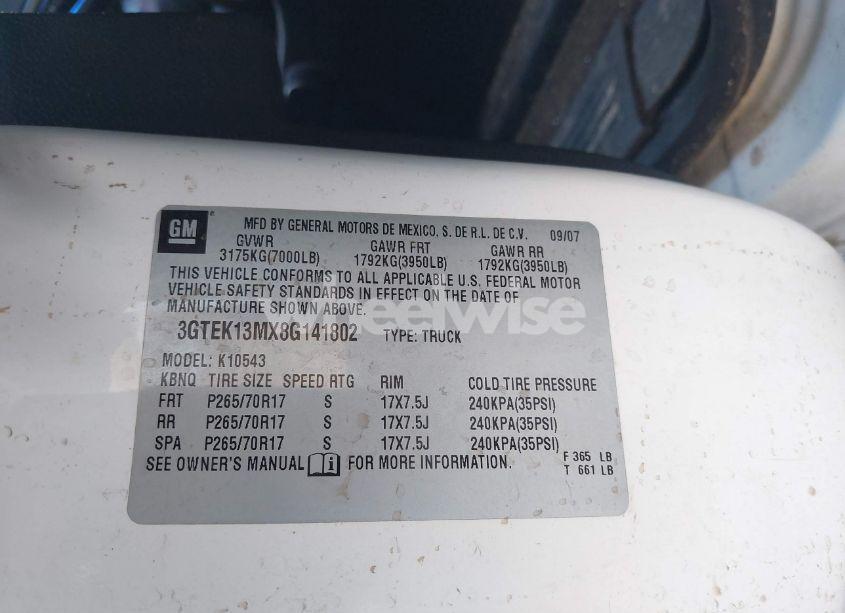 GM
MFD BY GENERAL MOTORS DE MEXICO, S. DE R.L. DE C.V. 09/07
GVWR GAWR FRT GAWR RR
3175KG(7000LB) 1792KG(3950LB) 1792KG(3950LB)
THIS VEHICLE CONFORMS TO ALL APPLICABLE U.S. FEDERAL MOTOR
VEHICLE SAFETY STANDARDS IN EFFECT ON THE DATE OF
MANUFACTURE SHOWN ABOVE.
wheelwise
3GTEK13MX8G141802 TYPE: TRUCK
MODEL: K10543
KBNQ TIRE SIZE SPEED RTG RIM COLD TIRE PRESSURE
FRT P265/70R17 S 17X7.5J 240KPA(35PSI)
RR P265/70R17 S 17X7.5J 240KPA(35PSI)
SPA P265/70R17 S 17X7.5J 240KPA(35PSI)
SEE OWNER'S MANUAL FOR MORE INFORMATION.
F 365 LB
T 661 LB